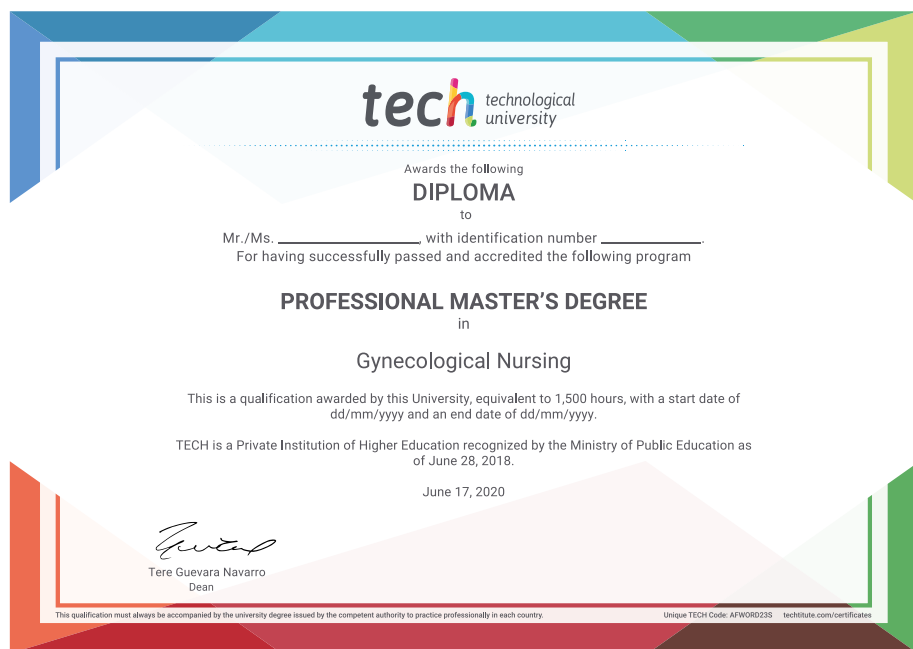 tech technological
university
Awards the following
DIPLOMA
to
Mr./Ms. ____________, with identification number ____________.
For having successfully passed and accredited the following program
PROFESSIONAL MASTER'S DEGREE
in
Gynecological Nursing
This is a qualification awarded by this University, equivalent to 1,500 hours, with a start date of
dd/mm/yyyy and an end date of dd/mm/yyyy.
TECH is a Private Institution of Higher Education recognized by the Ministry of Public Education as
of June 28, 2018.
June 17, 2020
Tere Guevara Navarro
Dean
This qualification must always be accompanied by the university degree issued by the competent authority to practice professionally in each country. Unique TECH Code: AFWORD23S techtitute.com/certificates